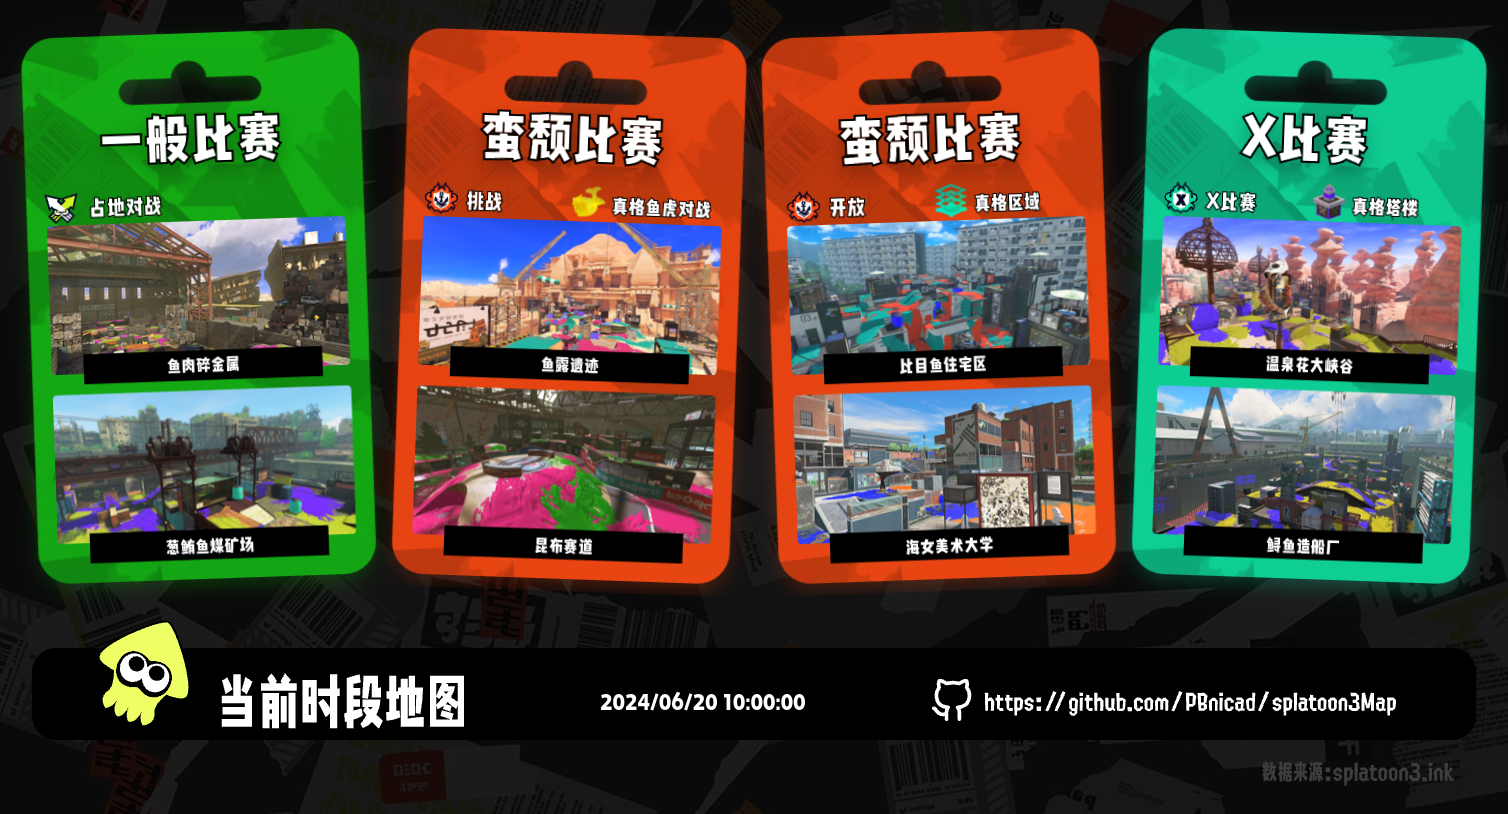 一般比赛
占地对战
鱼肉碎金属
葱鲔鱼煤矿场
蛮颓比赛
挑战
真格鱼虎对战
鱼露遗迹
昆布赛道
蛮颓比赛
开放
真格区域
比目鱼住宅区
海女美术大学
X比赛
X比赛
真格塔楼
温泉花大峡谷
鲟鱼造船厂
当前时段地图
2024/06/20 10:00:00
https://github.com/PBnicad/splatoon3Map
数据来源:splatoon3.ink